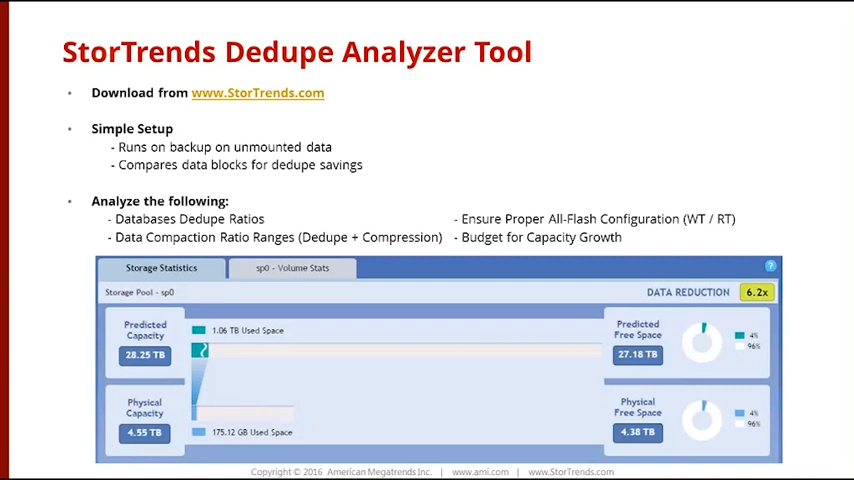 StorTrends Dedupe Analyzer Tool
• Download from www.StorTrends.com
• Simple Setup
- Runs on backup on unmounted data
- Compares data blocks for dedupe savings
• Analyze the following:
- Databases Dedupe Ratios
- Data Compaction Ratio Ranges (Dedupe + Compression)
- Ensure Proper All-Flash Configuration (WT / RT)
- Budget for Capacity Growth
Storage Statistics
sp0 - Volume Stats
?
Storage Pool - sp0
DATA REDUCTION 6.2x
Predicted
Capacity
28.25 TB
1.06 TB Used Space
Predicted
Free Space
27.18 TB
4%
96%
Physical
Capacity
4.55 TB
175.12 GB Used Space
Physical
Free Space
4.38 TB
4%
96%
Copyright © 2016 American Megatrends Inc. | www.ami.com | www.StorTrends.com